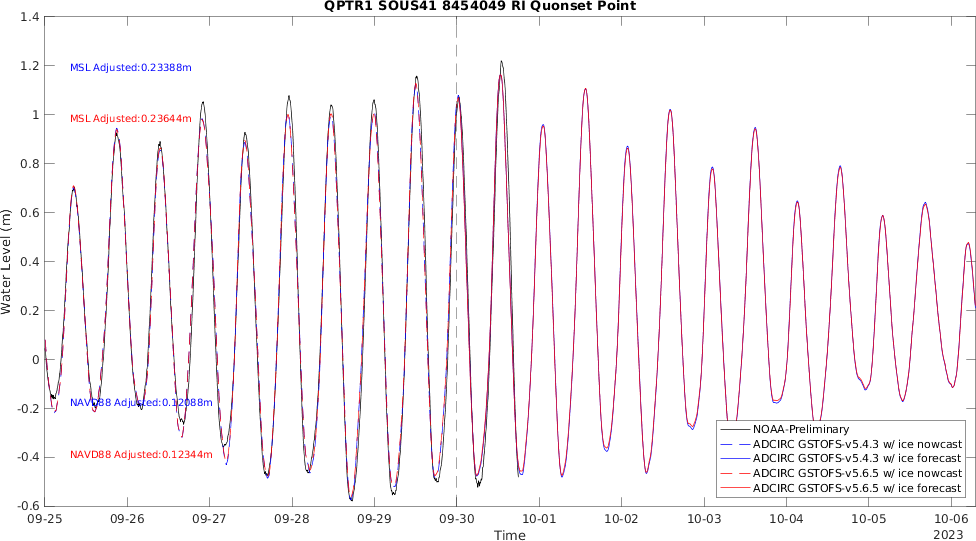 QPTR1 SOUS41 8454049 RI Quonset Point
1.4
1.2
1
0.8
0.6
0.4
0.2
0
-0.2
-0.4
-0.6
Water Level (m)
MSL Adjusted:0.23388m
MSL Adjusted:0.23644m
NAVD88 Adjusted:0.12088m
NAVD88 Adjusted:0.12344m
NOAA-Preliminary
ADCIRC GSTOFS-v5.4.3 w/ ice nowcast
ADCIRC GSTOFS-v5.4.3 w/ ice forecast
ADCIRC GSTOFS-v5.6.5 w/ ice nowcast
ADCIRC GSTOFS-v5.6.5 w/ ice forecast
09-25 09-26 09-27 09-28 09-29 09-30 10-01 10-02 10-03 10-04 10-05 10-06
Time
2023